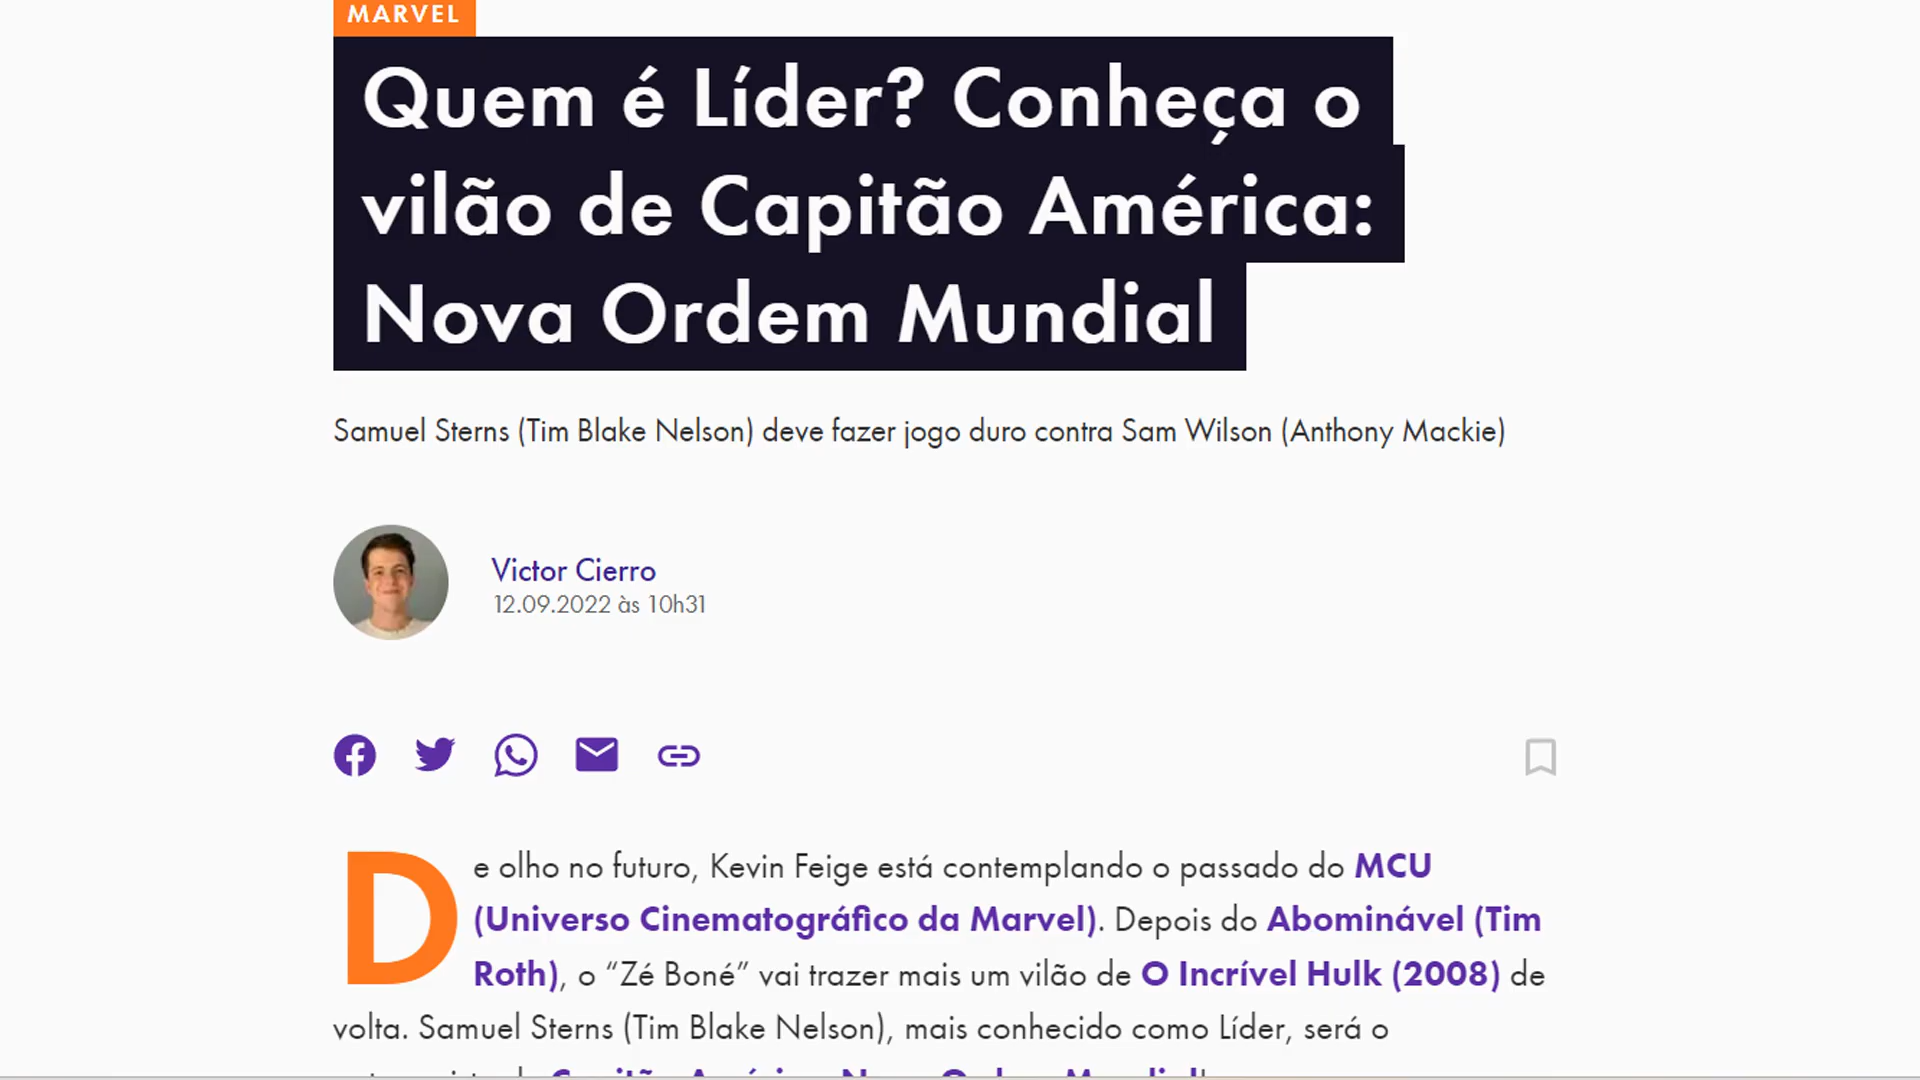 MARVEL
Quem é Líder? Conheça o
vilão de Capitão América:
Nova Ordem Mundial
Samuel Sterns (Tim Blake Nelson) deve fazer jogo duro contra Sam Wilson (Anthony Mackie)
Victor Cierro
12.09.2022 às 10h31
De olho no futuro, Kevin Feige está contemplando o passado do MCU
(Universo Cinematográfico da Marvel). Depois do Abominável (Tim
Roth), o “Zé Boné” vai trazer mais um vilão de O Incrível Hulk (2008) de
volta. Samuel Sterns (Tim Blake Nelson), mais conhecido como Líder, será o